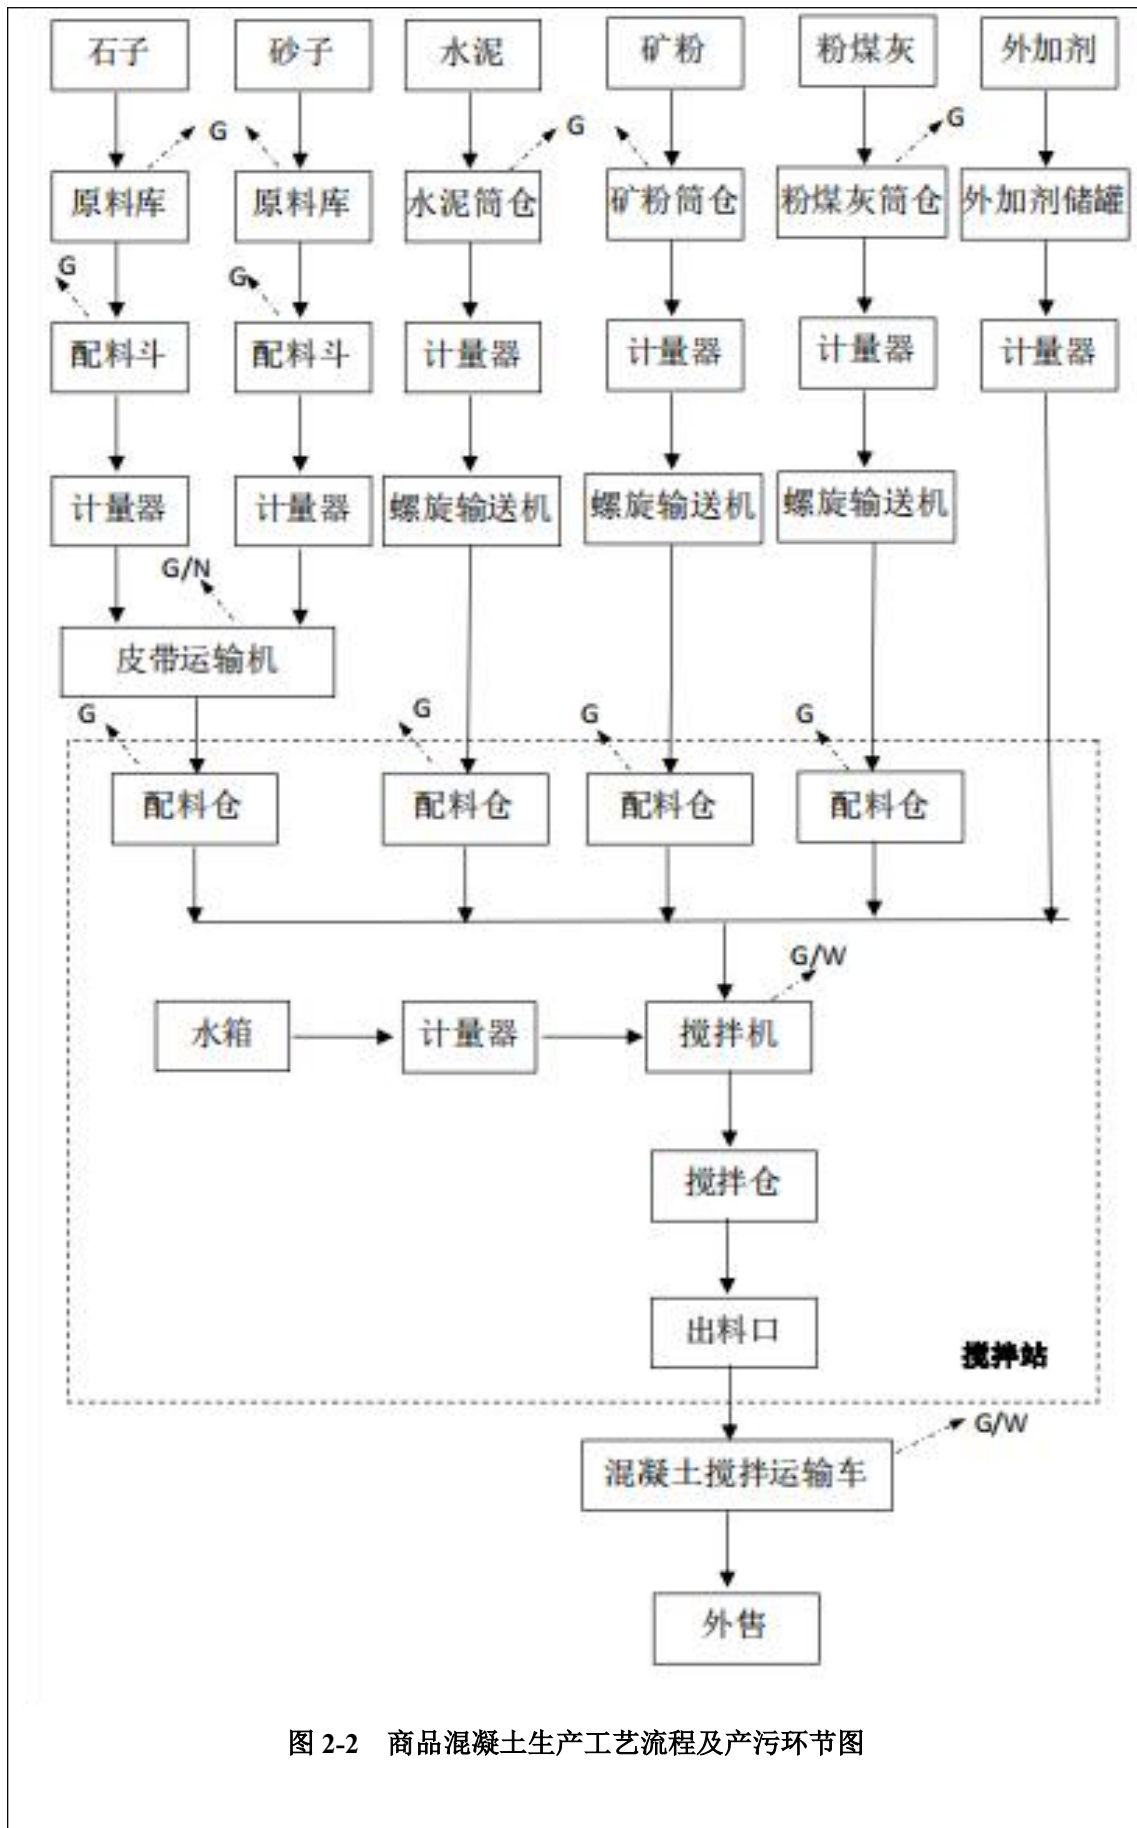 石子 砂子 水泥 矿粉 粉煤灰 外加剂
G G G
原料库 原料库 水泥筒仓 矿粉筒仓 粉煤灰筒仓 外加剂储罐
G G
配料斗 配料斗 计量器 计量器 计量器 计量器
计量器 计量器 螺旋输送机 螺旋输送机 螺旋输送机
G/N
皮带运输机
G G G G
配料仓 配料仓 配料仓 配料仓
G/W
水箱 计量器 搅拌机
搅拌仓
出料口
搅拌站
G/W
混凝土搅拌运输车
外售
图 2-2 商品混凝土生产工艺流程及产污环节图